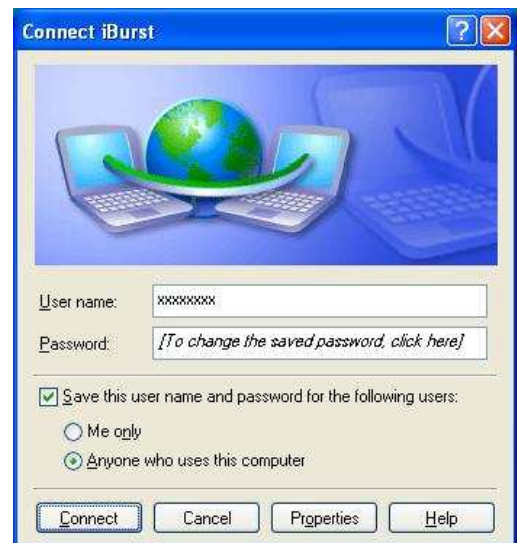 Connect iBurst
User name: xxxxxxxx
Password: [To change the saved password, click here]
Save this user name and password for the following users:
Me only
Anyone who uses this computer
Connect Cancel Properties Help